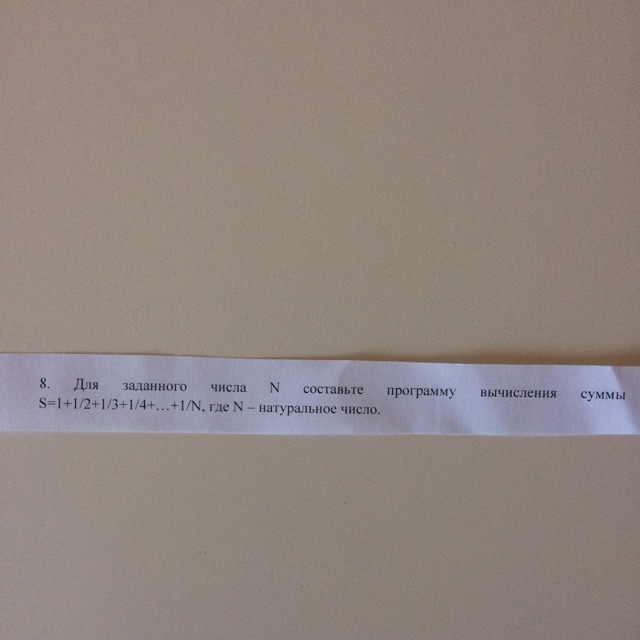 8. Для заданного числа N составьте программу вычисления суммы
S=1+1/2+1/3+1/4+…+1/N, где N – натуральное число.